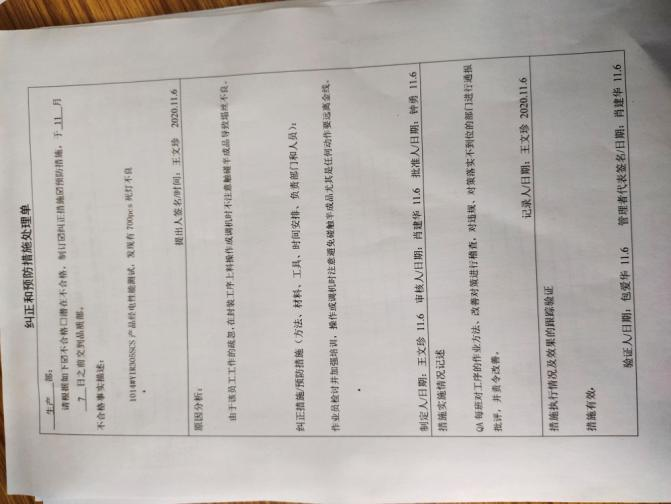 纠正和预防措施处理单
生产 部:
请根据如下☑不合格☐潜在不合格,制订☑纠正措施☑预防措施,于 11 月
7 日之前交到品质部。
不合格事实描述:
1014#YIR305SCS 产品经电性能测试,发现有 700pcs 死灯不良
提出人签名/时间:王文珍 2020.11.6
原因分析:
由于该员工工作的疏忽,在封装工序上料操作或调机时不注意触碰半成品导致塌丝不良。
纠正措施/预防措施(方法、材料、工具、时间安排、负责部门和人员):
作业员检讨并加强培训,操作或调机时注意避免碰触半成品尤其是任何动作要远离金线。
制定人/日期:王文珍 11.6 审核人/日期:肖建华 11.6 批准人/日期:钟勇 11.6
措施实施情况记述
QA 每班对工序的作业方法、改善对策进行稽查,对违规、对策落实不到位的部门进行通报
批评,并责令改善。
记录人/日期:王文珍 2020.11.6
措施执行情况及效果的跟踪验证
措施有效。
验证人/日期:包爱华 11.6 管理者代表签名/日期:肖建华 11.6